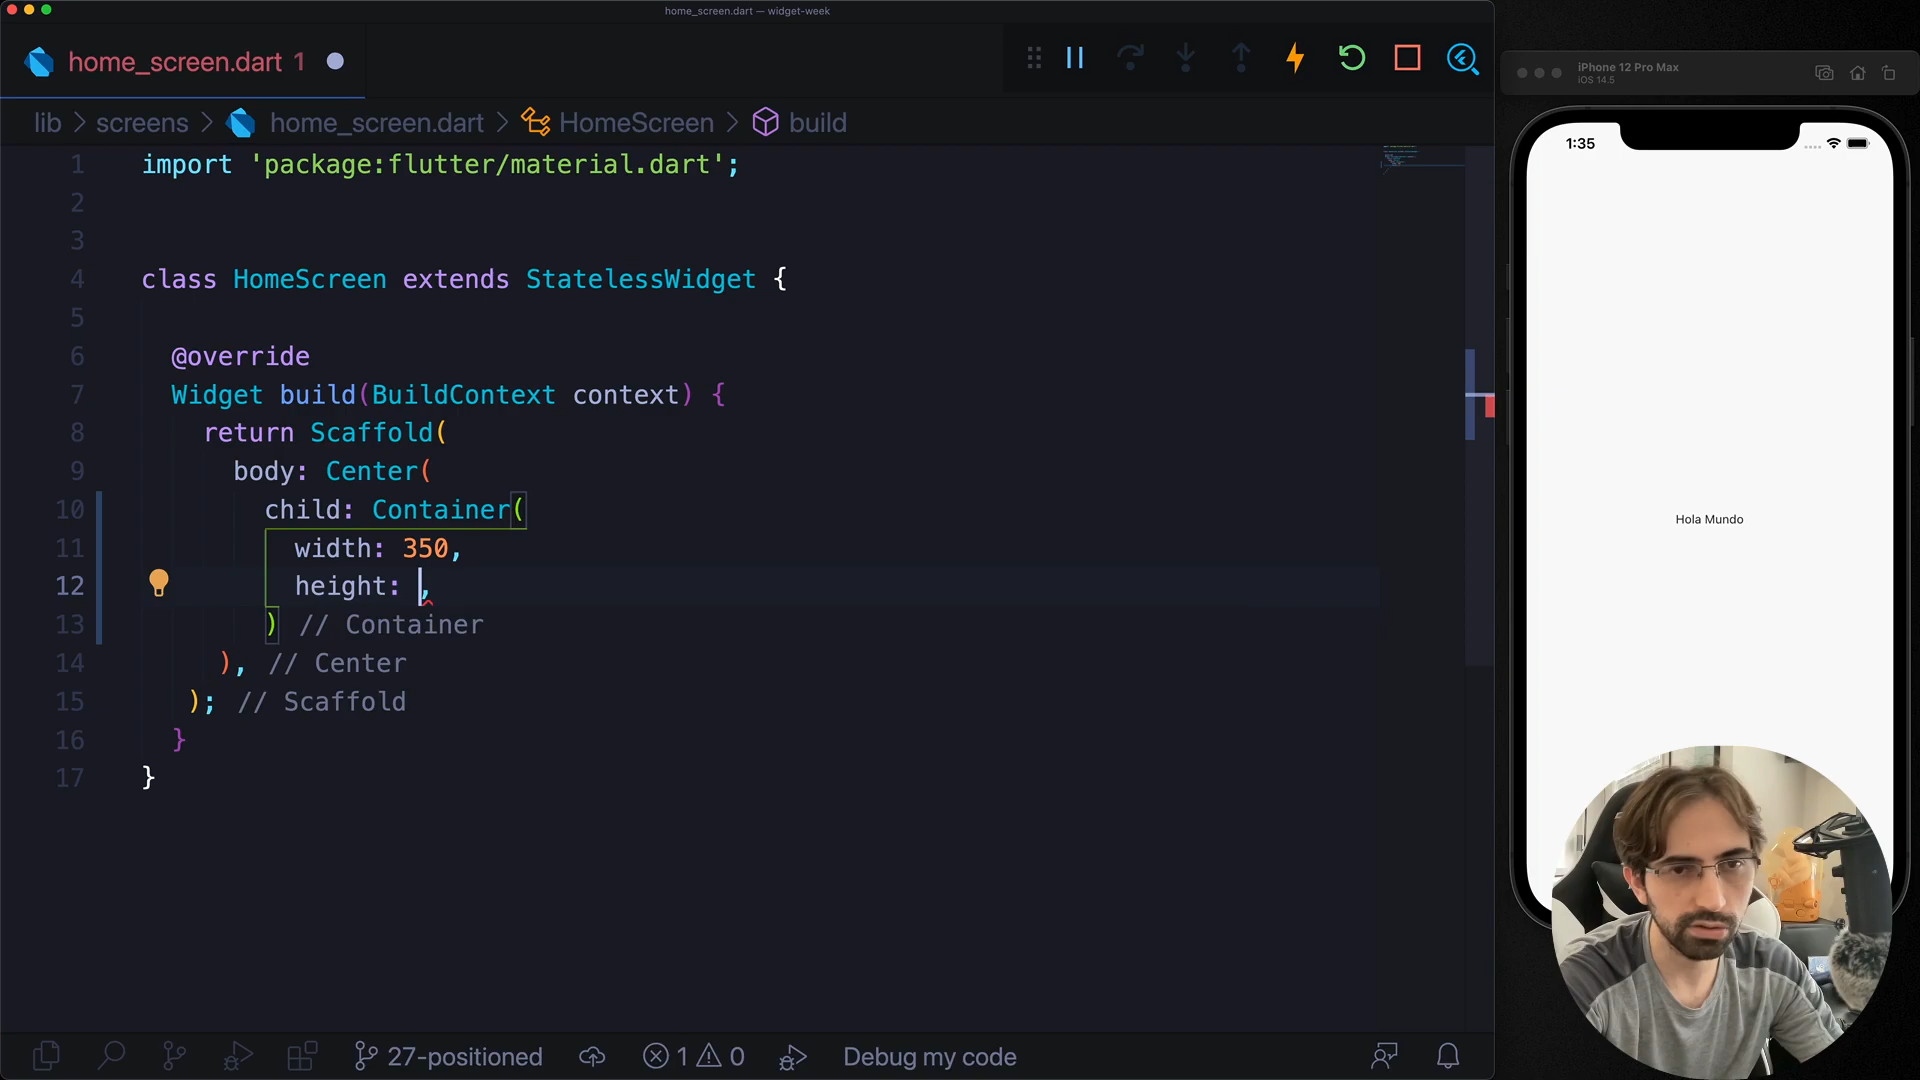 home_screen.dart — widget-week
home_screen.dart 1
lib > screens > home_screen.dart > HomeScreen > build
1 import 'package:flutter/material.dart';
2
3
4 class HomeScreen extends StatelessWidget {
5
6 @override
7 Widget build(BuildContext context) {
8 return Scaffold(
9 body: Center(
10 child: Container(
11 width: 350,
12 height: ,
13 ) // Container
14 ), // Center
15 ); // Scaffold
16 }
17 }
27-positioned
1
0
Debug my code
iPhone 12 Pro Max
iOS 14.5
1:35
Hola Mundo